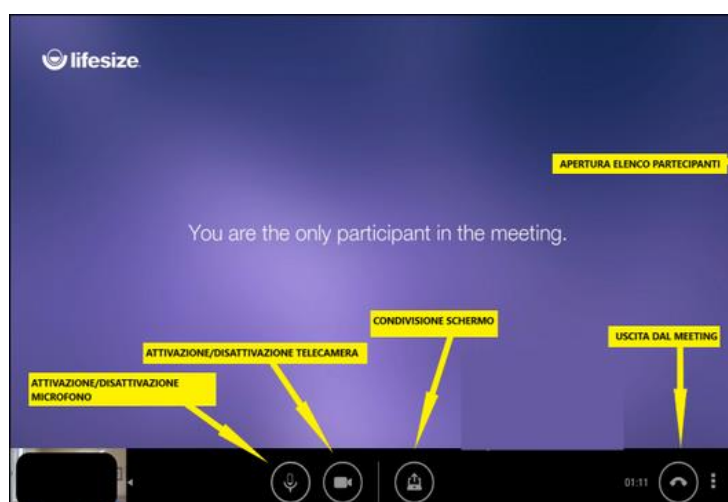 lifesize
APERTURA ELENCO PARTECIPANTI
You are the only participant in the meeting.
CONDIVISIONE SCHERMO
USCITA DAL MEETING
ATTIVAZIONE/DISATTIVAZIONE TELECAMERA
ATTIVAZIONE/DISATTIVAZIONE
MICROFONO
01:11